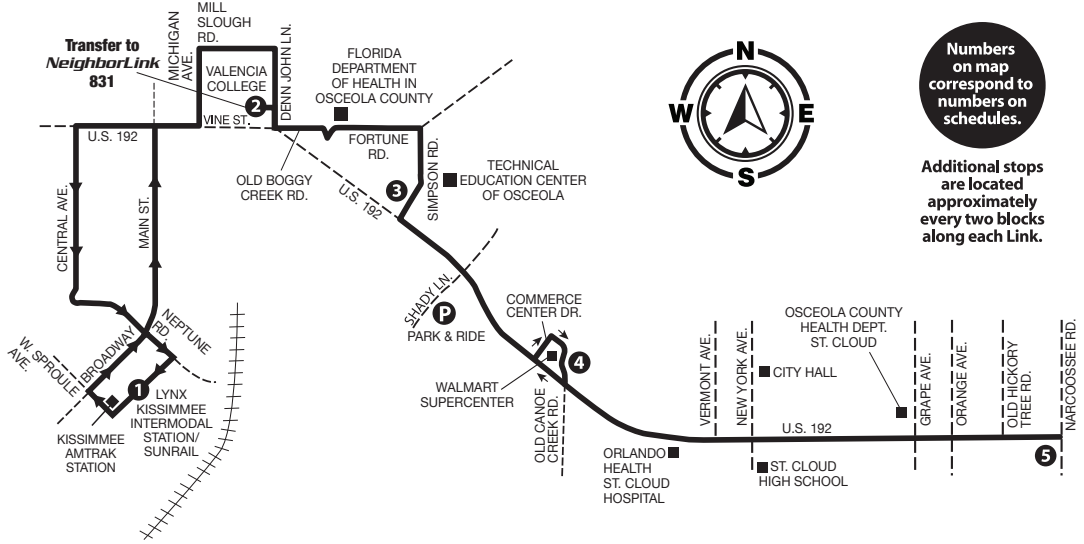 MILL
SLOUGH
RD.
MICHIGAN
AVE.
Transfer to
NeighborLink
831
VALENCIA
COLLEGE
2
DENN JOHN LN.
FLORIDA
DEPARTMENT
OF HEALTH IN
OSCEOLA COUNTY
U.S. 192
VINE ST.
FORTUNE
RD.
OLD BOGGY
CREEK RD.
U.S. 192
3
SIMPSON RD.
TECHNICAL
EDUCATION CENTER
OF OSCEOLA
CENTRAL AVE.
MAIN ST.
NEPTUNE
RD.
BROADWAY
W. SPROULE
AVE.
1
LYNX
KISSIMMEE
INTERMODAL
STATION/
SUNRAIL
KISSIMMEE
AMTRAK
STATION
SHADY LN.
P
PARK & RIDE
COMMERCE
CENTER DR.
4
WALMART
SUPERCENTER
OLD CANOE
CREEK RD.
ORLANDO
HEALTH
ST. CLOUD
HOSPITAL
VERMONT AVE.
NEW YORK AVE.
CITY HALL
ST. CLOUD
HIGH SCHOOL
U.S. 192
OSCEOLA COUNTY
HEALTH DEPT.
ST. CLOUD
GRAPE AVE.
ORANGE AVE.
OLD HICKORY
TREE RD.
NARCOOSSEE RD.
5
N
W
E
S
Numbers
on map
correspond to
numbers on
schedules.
Additional stops
are located
approximately
every two blocks
along each Link.